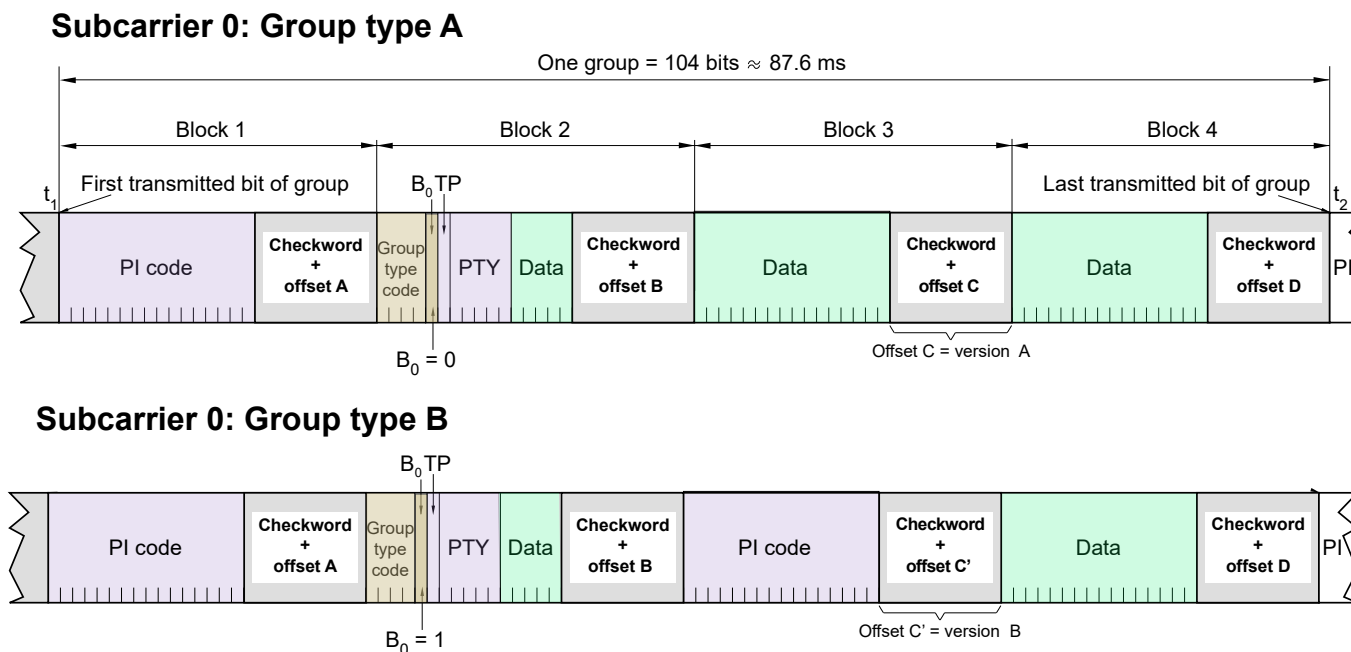 Subcarrier 0: Group type A
One group = 104 bits ≈ 87.6 ms
Block 1 Block 2 Block 3 Block 4
t1 First transmitted bit of group B0 TP Last transmitted bit of group t2
PI code
Checkword
+
offset A
Group
type
code
PTY
Data
Checkword
+
offset B
Data
Checkword
+
offset C
Data
Checkword
+
offset D
PI
B0 = 0
Offset C = version A
Subcarrier 0: Group type B
B0 TP
PI code
Checkword
+
offset A
Group
type
code
PTY
Data
Checkword
+
offset B
PI code
Checkword
+
offset C’
Data
Checkword
+
offset D
PI
B0 = 1
Offset C’ = version B